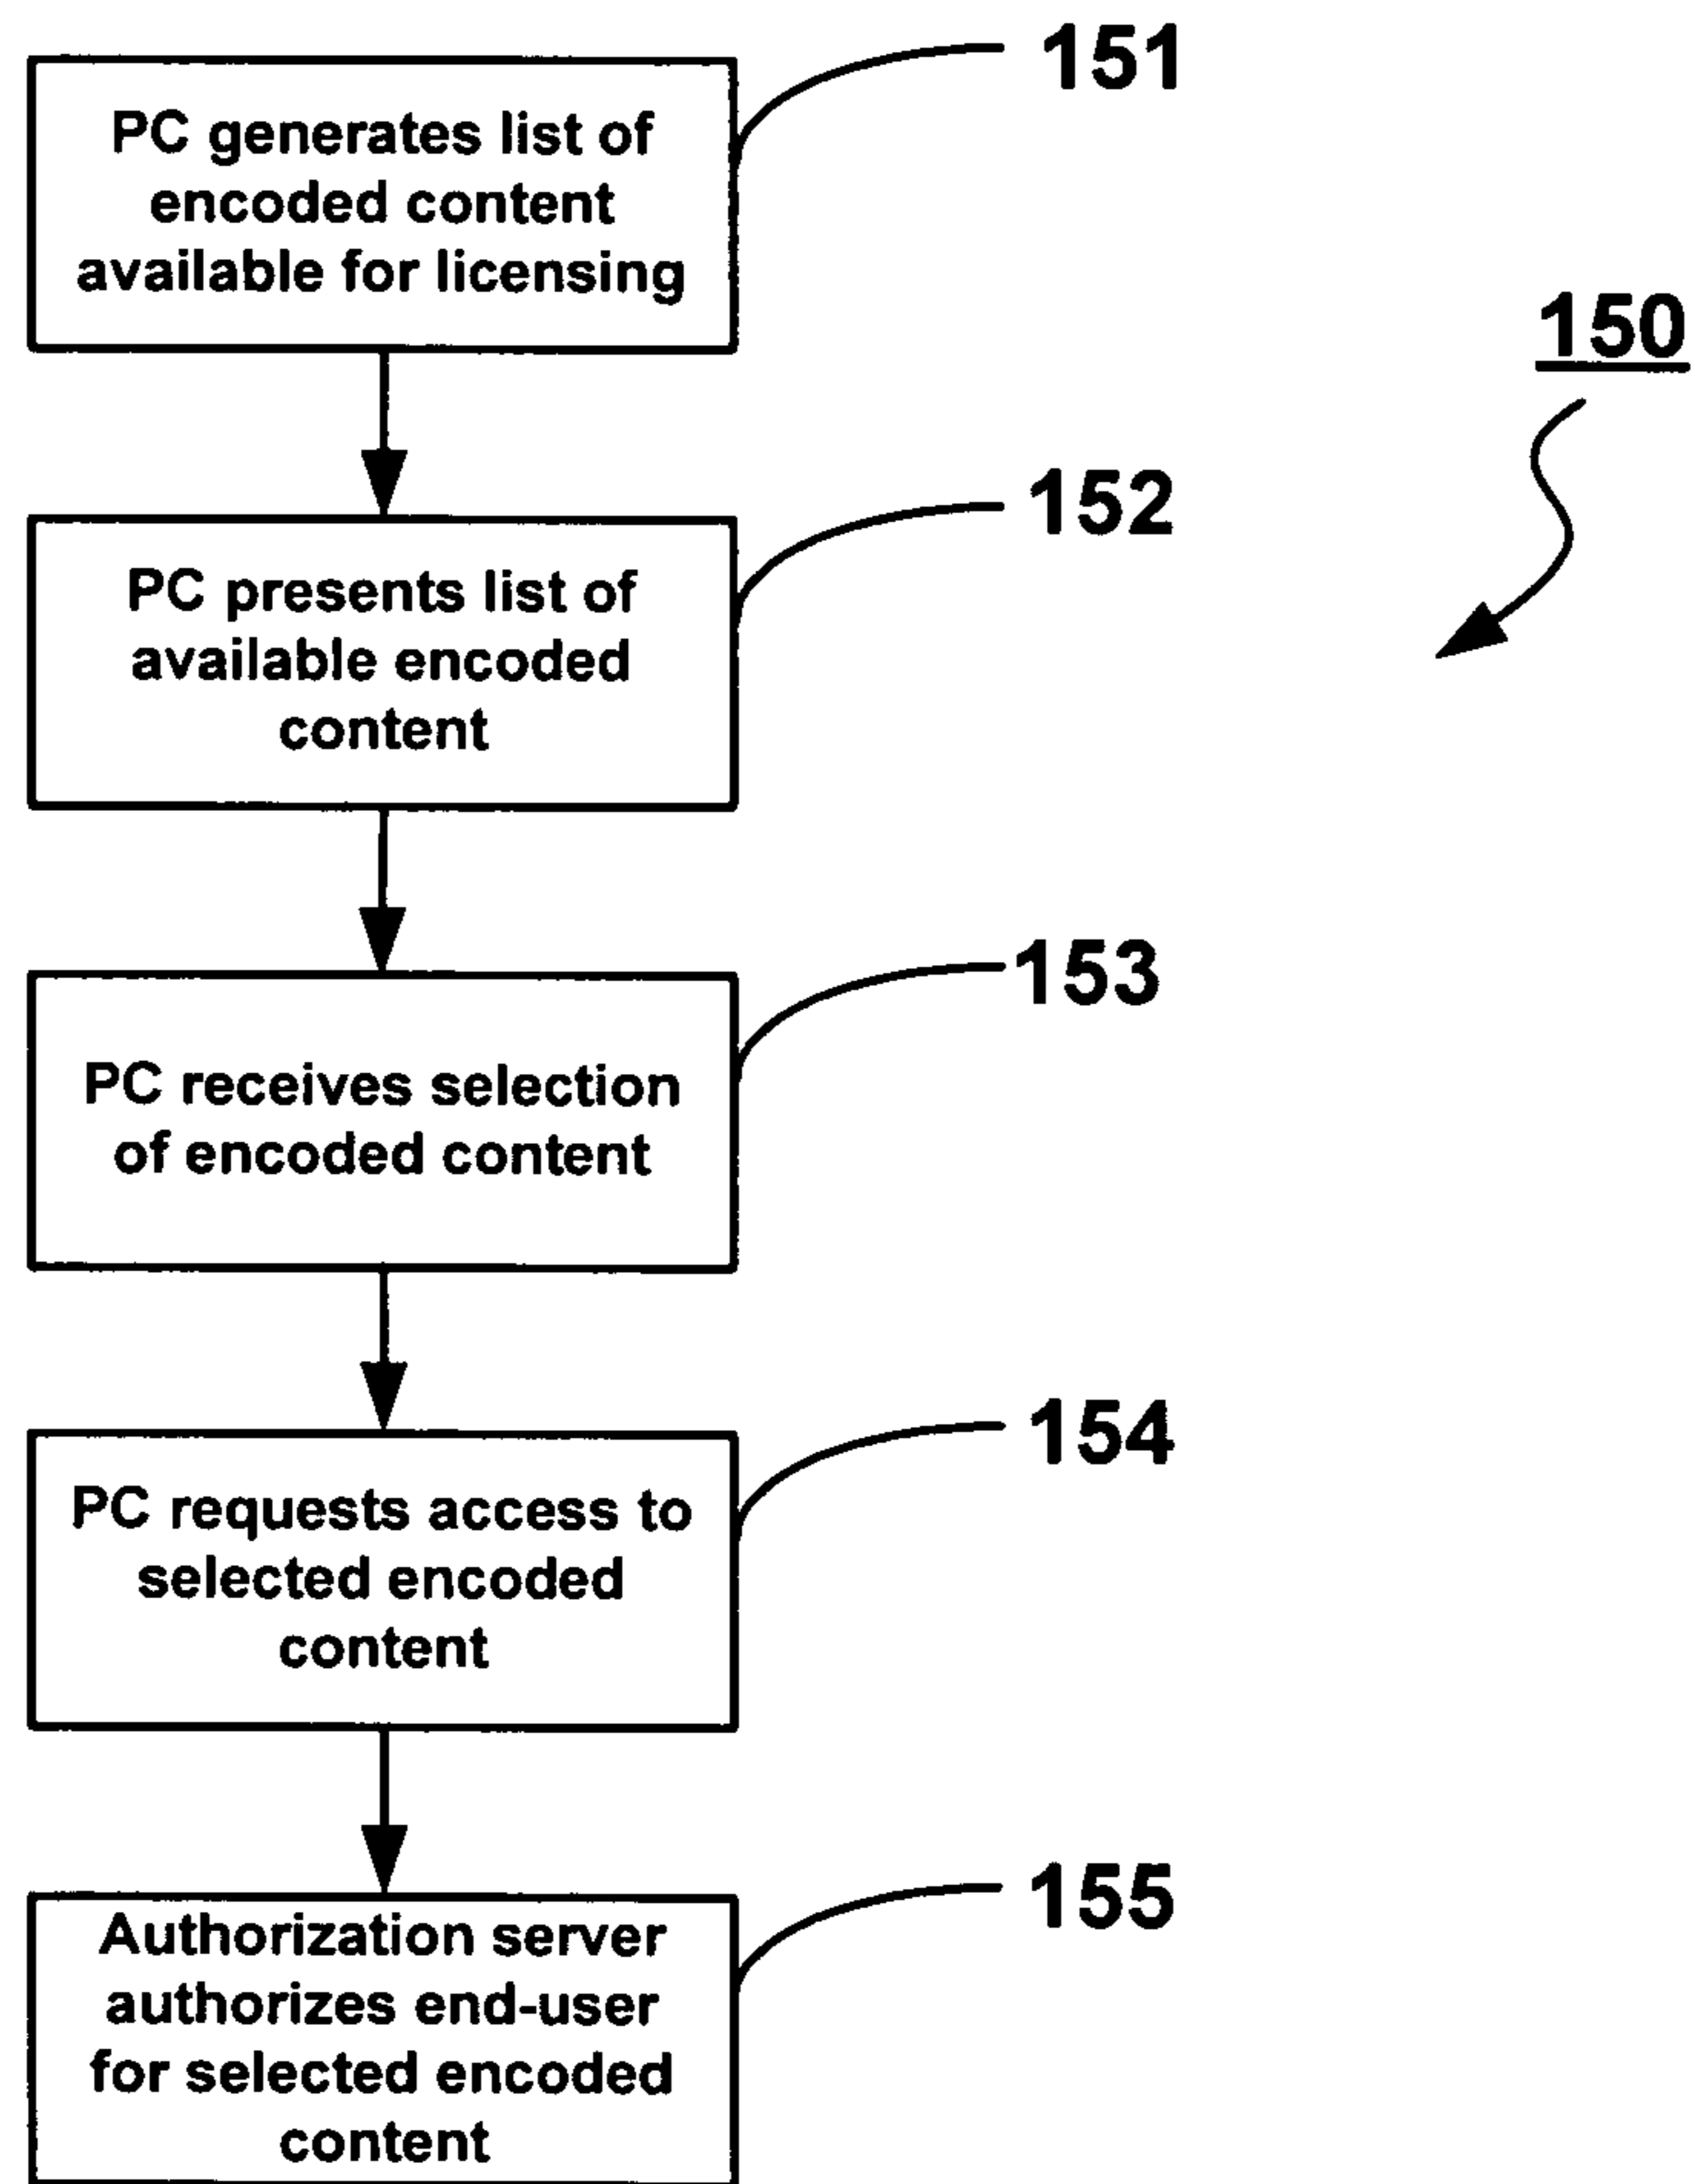 151
PC generates list of
encoded content
available for licensing
150
152
PC presents list of
available encoded
content
153
PC receives selection
of encoded content
154
PC requests access to
selected encoded
content
155
Authorization server
authorizes end-user
for selected encoded
content